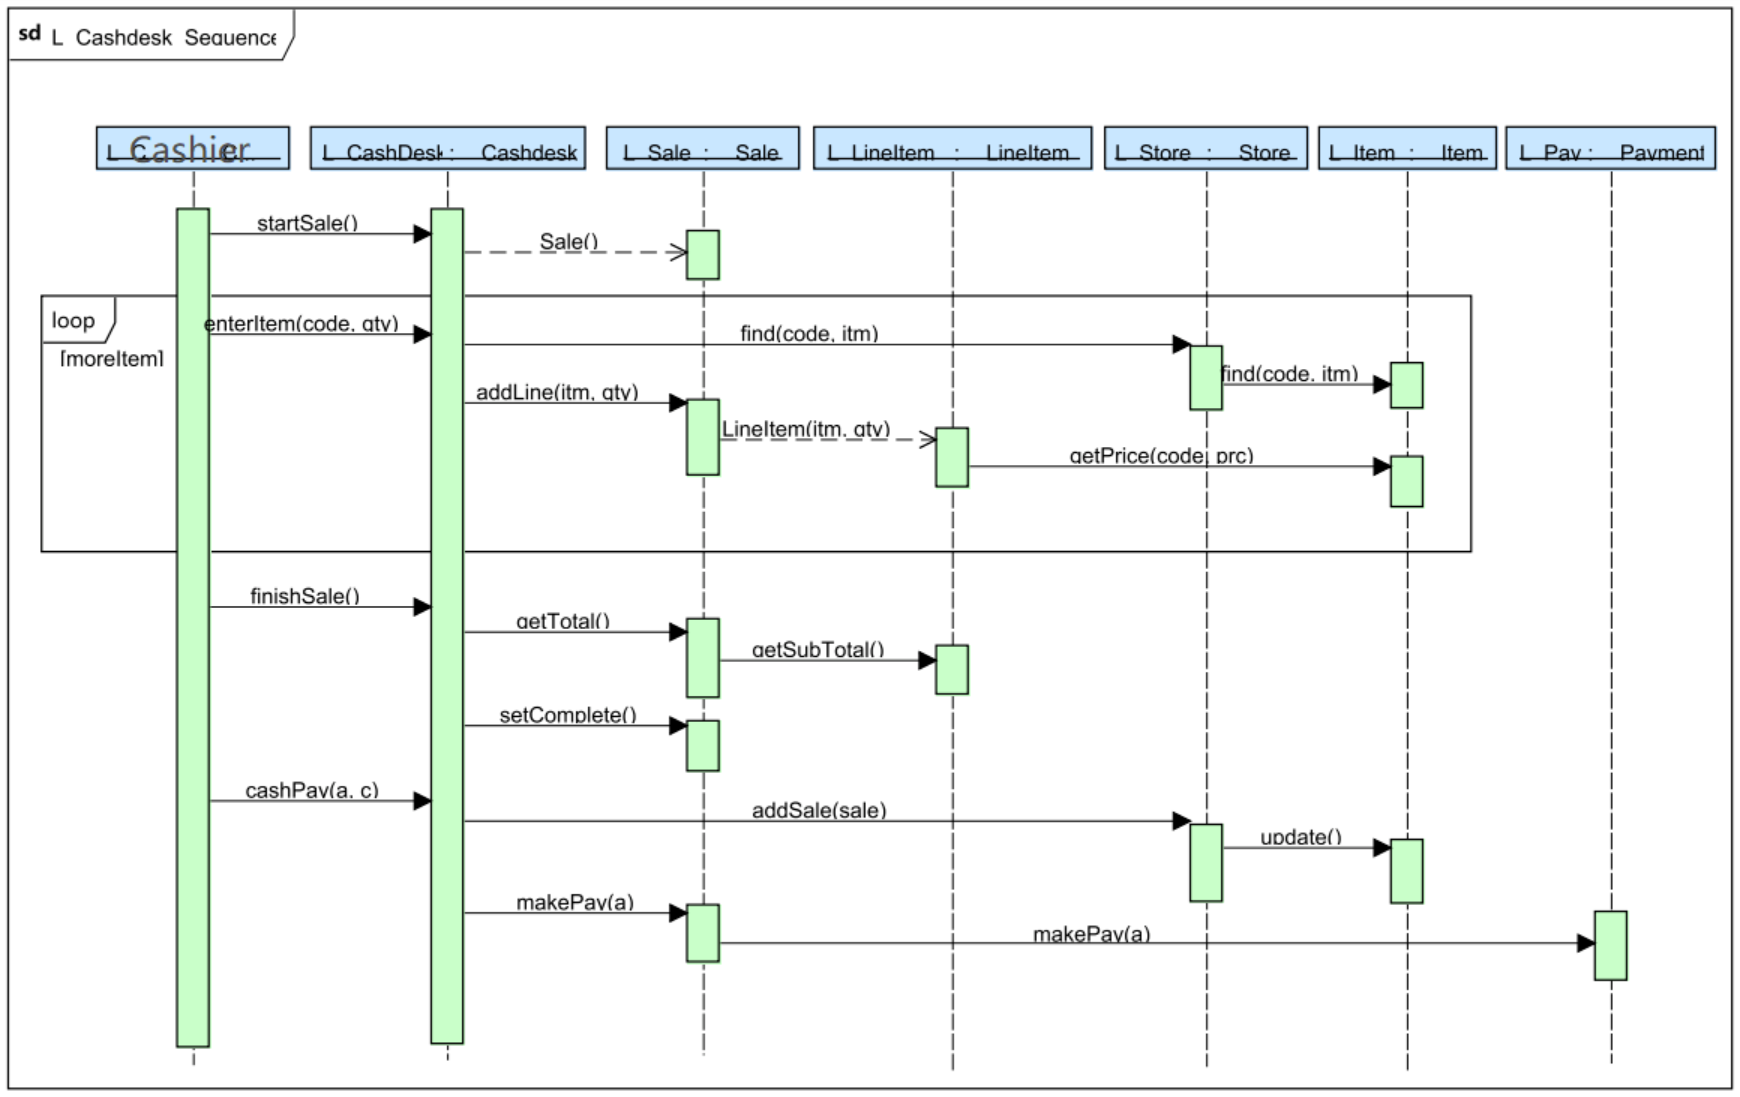 sd L Cashdesk Sequence
Cashier
L CashDesk : Cashdesk
L Sale : Sale
L LineItem : LineItem
L Store : Store
L Item : Item
L Pay : Payment
startSale()
Sale()
loop
enterItem(code, qty)
find(code, itm)
[moreItem]
find(code, itm)
addLine(itm, qty)
LineItem(itm, qty)
getPrice(code, prc)
finishSale()
getTotal()
getSubTotal()
setComplete()
cashPay(a, c)
addSale(sale)
update()
makePay(a)
makePay(a)